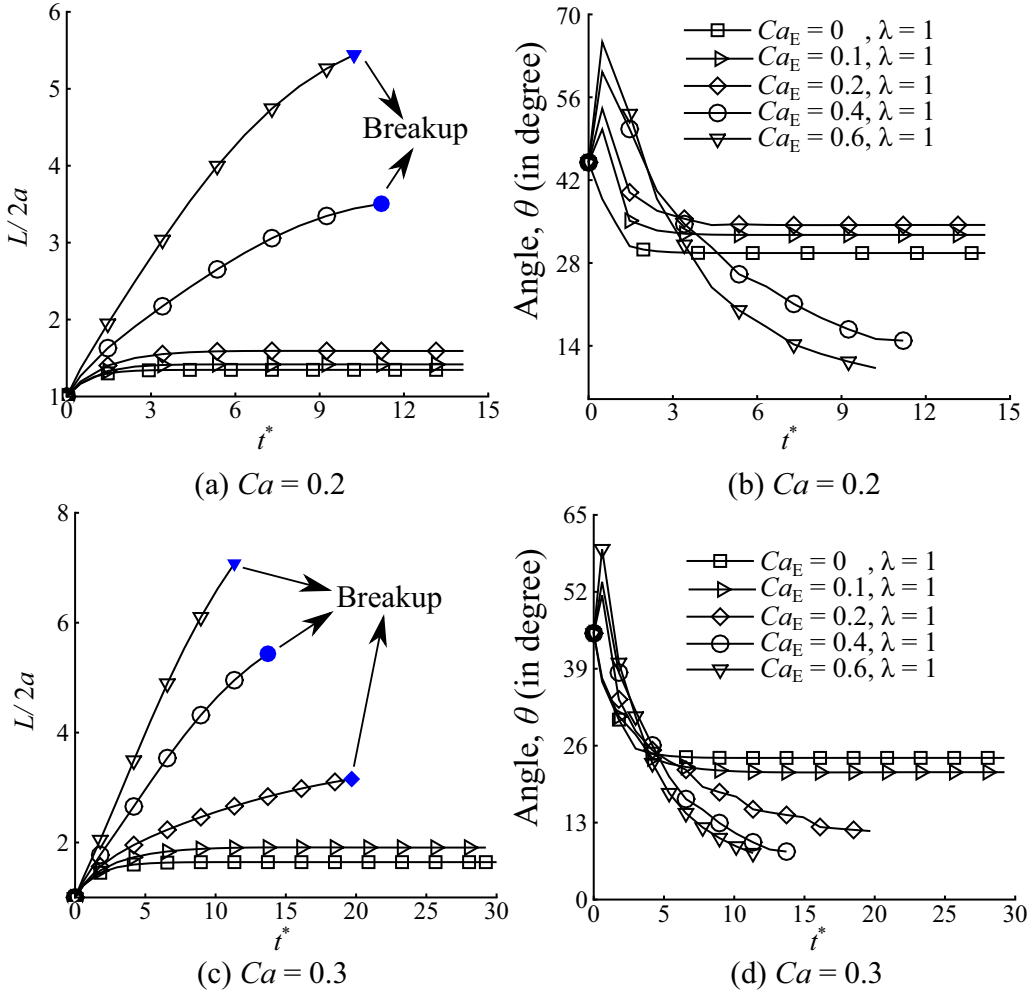 6
5
4
3
2
1
0
3
6
9
12
15
L/ 2a
t*
Breakup
(a) Ca = 0.2
70
56
42
28
14
0
3
6
9
12
15
Angle, θ (in degree)
t*
CaE = 0 , λ = 1
CaE = 0.1, λ = 1
CaE = 0.2, λ = 1
CaE = 0.4, λ = 1
CaE = 0.6, λ = 1
(b) Ca = 0.2
8
6
4
2
0
5
10
15
20
25
30
L/ 2a
t*
Breakup
(c) Ca = 0.3
65
52
39
26
13
0
0
5
10
15
20
25
30
Angle, θ (in degree)
t*
CaE = 0 , λ = 1
CaE = 0.1, λ = 1
CaE = 0.2, λ = 1
CaE = 0.4, λ = 1
CaE = 0.6, λ = 1
(d) Ca = 0.3